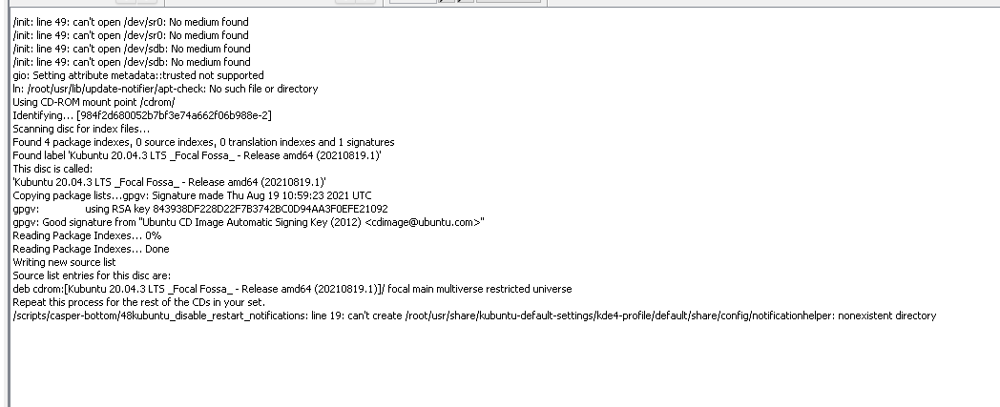 /init: line 49: can't open /dev/sr0: No medium found
/init: line 49: can't open /dev/sr0: No medium found
/init: line 49: can't open /dev/sdb: No medium found
/init: line 49: can't open /dev/sdb: No medium found
gio: Setting attribute metadata::trusted not supported
ln: /root/usr/lib/update-notifier/apt-check: No such file or directory
Using CD-ROM mount point /cdrom/
Identifying... [984f2d680052b7bf3e74a662f06b988e-2]
Scanning disc for index files...
Found 4 package indexes, 0 source indexes, 0 translation indexes and 1 signatures
Found label 'Kubuntu 20.04.3 LTS _Focal Fossa_ - Release amd64 (20210819.1)'
This disc is called:
'Kubuntu 20.04.3 LTS _Focal Fossa_ - Release amd64 (20210819.1)'
Copying package lists...gpgv: Signature made Thu Aug 19 10:59:23 2021 UTC
gpgv:                using RSA key 843938DF228D22F7B3742BC0D94AA3F0EFE21092
gpgv: Good signature from "Ubuntu CD Image Automatic Signing Key (2012) <cdimage@ubuntu.com>"
Reading Package Indexes... 0%
Reading Package Indexes... Done
Writing new source list
Source list entries for this disc are:
deb cdrom:[Kubuntu 20.04.3 LTS _Focal Fossa_ - Release amd64 (20210819.1)]/ focal main multiverse restricted universe
Repeat this process for the rest of the CDs in your set.
/scripts/casper-bottom/48kubuntu_disable_restart_notifications: line 19: can't create /root/usr/share/kubuntu-default-settings/kde4-profile/default/share/config/notificationhelper: nonexistent directory